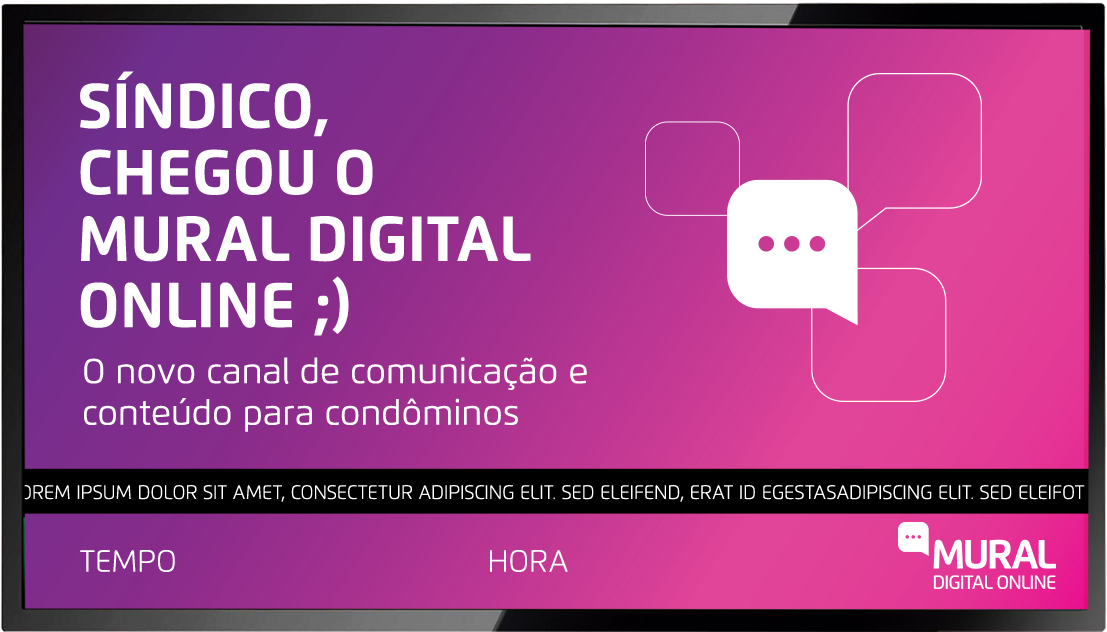 SÍNDICO,
CHEGOU O
MURAL DIGITAL
ONLINE ;)
O novo canal de comunicação e
conteúdo para condôminos
OREM IPSUM DOLOR SIT AMET, CONSECTETUR ADIPISCING ELIT. SED ELEIFEND, ERAT ID EGESTASADIPISCING ELIT. SED ELEIFOT
TEMPO
HORA
MURAL
DIGITAL ONLINE